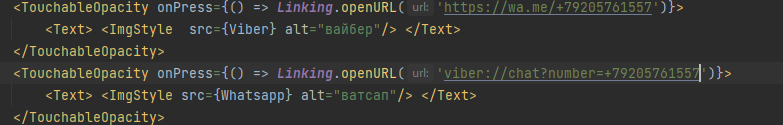 <TouchableOpacity onPress={() => Linking.openURL( url: 'https://wa.me/+79205761557')}>
<Text> <ImgStyle  src={Viber} alt="вайбер"/> </Text>
</TouchableOpacity>
<TouchableOpacity onPress={() => Linking.openURL( url: 'viber://chat?number=+79205761557')}>
<Text> <ImgStyle src={Whatsapp} alt="ватсап"/> </Text>
</TouchableOpacity>